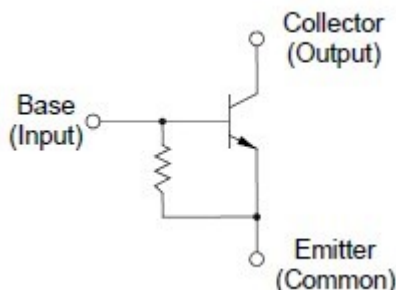 Collector
(Output)
Base
(Input)
Emitter
(Common)